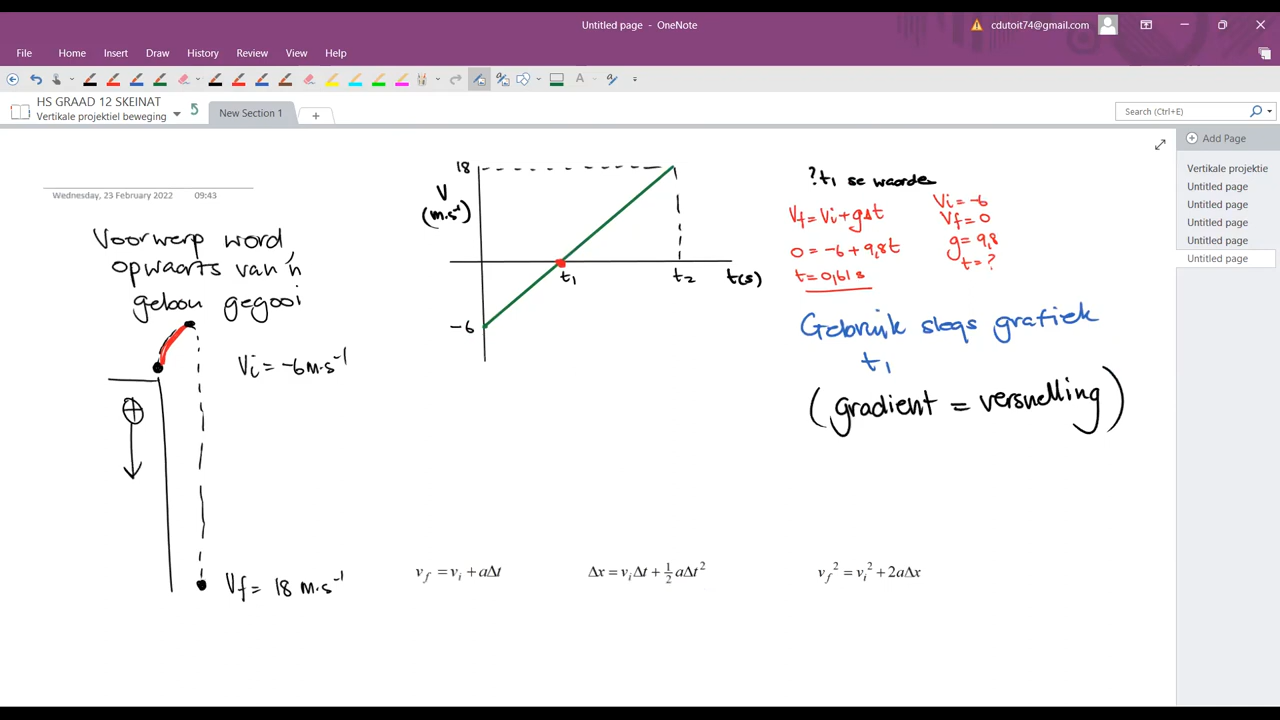 Untitled page - OneNote
cdutoit74@gmail.com
File Home Insert Draw History Review View Help
HS GRAAD 12 SKEINAT
Vertikale projektiel beweging
New Section 1
Search (Ctrl+E)
Add Page
Vertikale projektie
Untitled page
Untitled page
Untitled page
Untitled page
Untitled page
Wednesday, 23 February 2022 09:43
Voorwerp word
opwaarts van 'n
gebou gegooi
Vi = -6 m.s⁻¹
+
Vf = 18 m.s⁻¹
18
V
(m.s⁻¹)
-6
t₁
t₂
t(s)
? t₁ se waarde
Vf = Vi + gΔt
0 = -6 + 9,8t
t = 0,61 s
Vi = -6
Vf = 0
g = 9,8
t = ?
Gebruik slegs grafiek
t₁
(gradient = versnelling)
v_f = v_i + aΔt
Δx = v_iΔt + ½aΔt²
v_f² = v_i² + 2aΔx